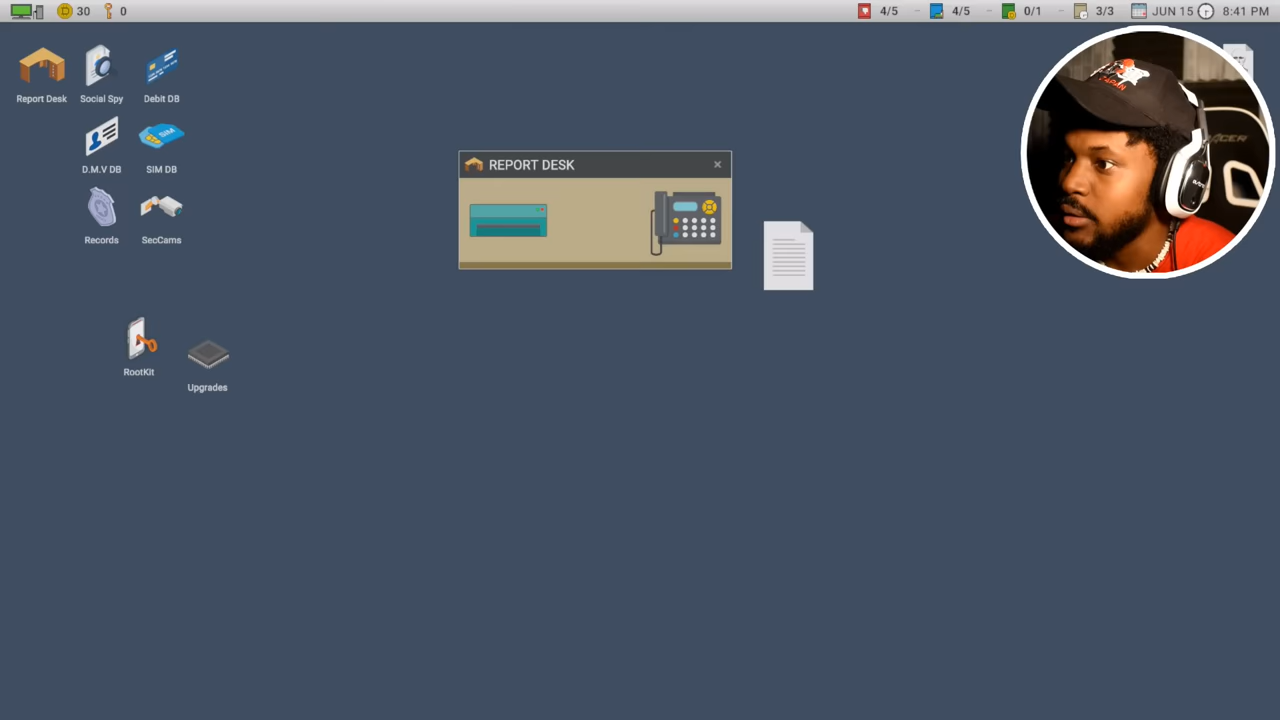 30 0 4/5 4/5 0/1 3/3 JUN 15 8:41 PM
Report Desk Social Spy Debit DB
D.M.V DB SIM DB
Records SecCams
RootKit
Upgrades
REPORT DESK